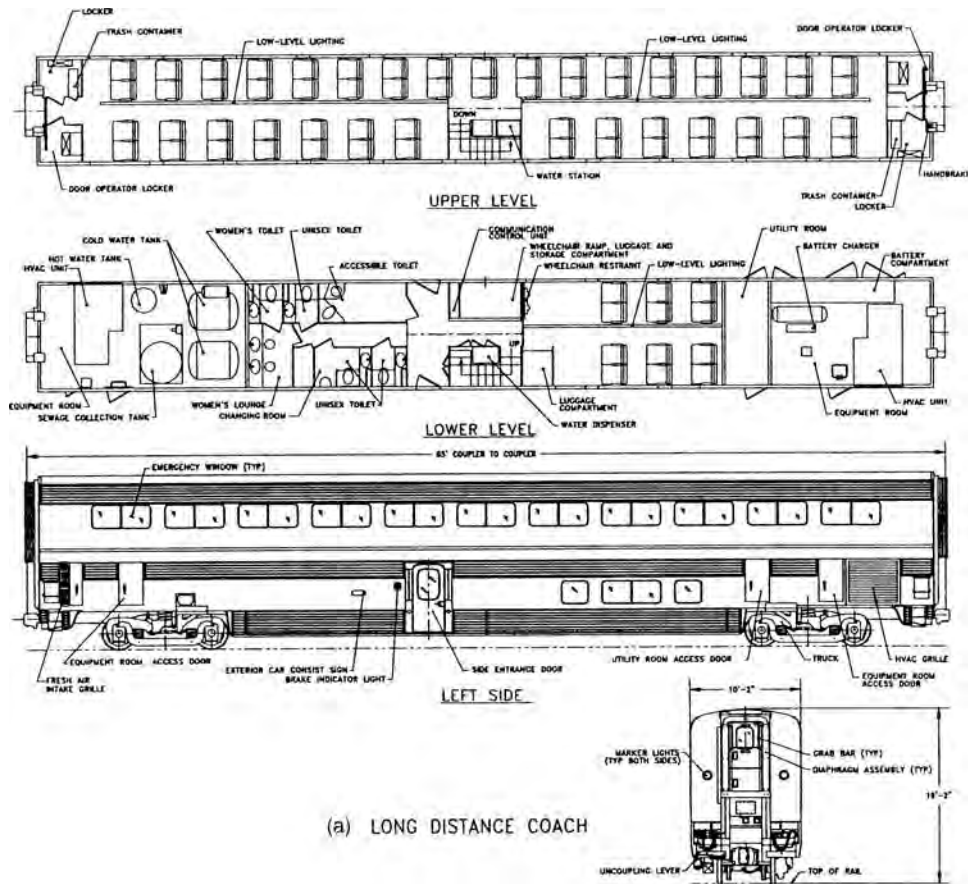 LOCKER
TRASH CONTAINER
LOW-LEVEL LIGHTING
LOW-LEVEL LIGHTING
DOOR OPERATOR LOCKER
DOWN
WATER STATION
DOOR OPERATOR LOCKER
TRASH CONTAINER
LOCKER
HANDBRAKE
UPPER LEVEL
COLD WATER TANK
HOT WATER TANK
HVAC UNIT
WOMEN'S TOILET
UNISEX TOILET
ACCESSIBLE TOILET
COMMUNICATION
CONTROL UNIT
WHEELCHAIR RAMP, LUGGAGE AND
STORAGE COMPARTMENT
WHEELCHAIR RESTRAINT
LOW-LEVEL LIGHTING
UTILITY ROOM
BATTERY CHARGER
BATTERY
COMPARTMENT
UP
EQUIPMENT ROOM
SEWAGE COLLECTION TANK
WOMEN'S LOUNGE
CHANGING ROOM
UNISEX TOILET
LUGGAGE
COMPARTMENT
WATER DISPENSER
EQUIPMENT ROOM
HVAC
UNIT
LOWER LEVEL
85' COUPLER TO COUPLER
EMERGENCY WINDOW (TYP)
EQUIPMENT ROOM ACCESS DOOR
FRESH AIR
INTAKE GRILLE
EXTERIOR CAR CONSIST SIGN
BRAKE INDICATOR LIGHT
SIDE ENTRANCE DOOR
UTILITY ROOM ACCESS DOOR
TRUCK
HVAC GRILLE
EQUIPMENT ROOM
ACCESS DOOR
LEFT SIDE
10'-2"
MARKER LIGHTS
(TYP BOTH SIDES)
GRAB BAR (TYP)
DIAPHRAGM ASSEMBLY (TYP)
UNCOUPLING LEVER
TOP OF RAIL
(a) LONG DISTANCE COACH